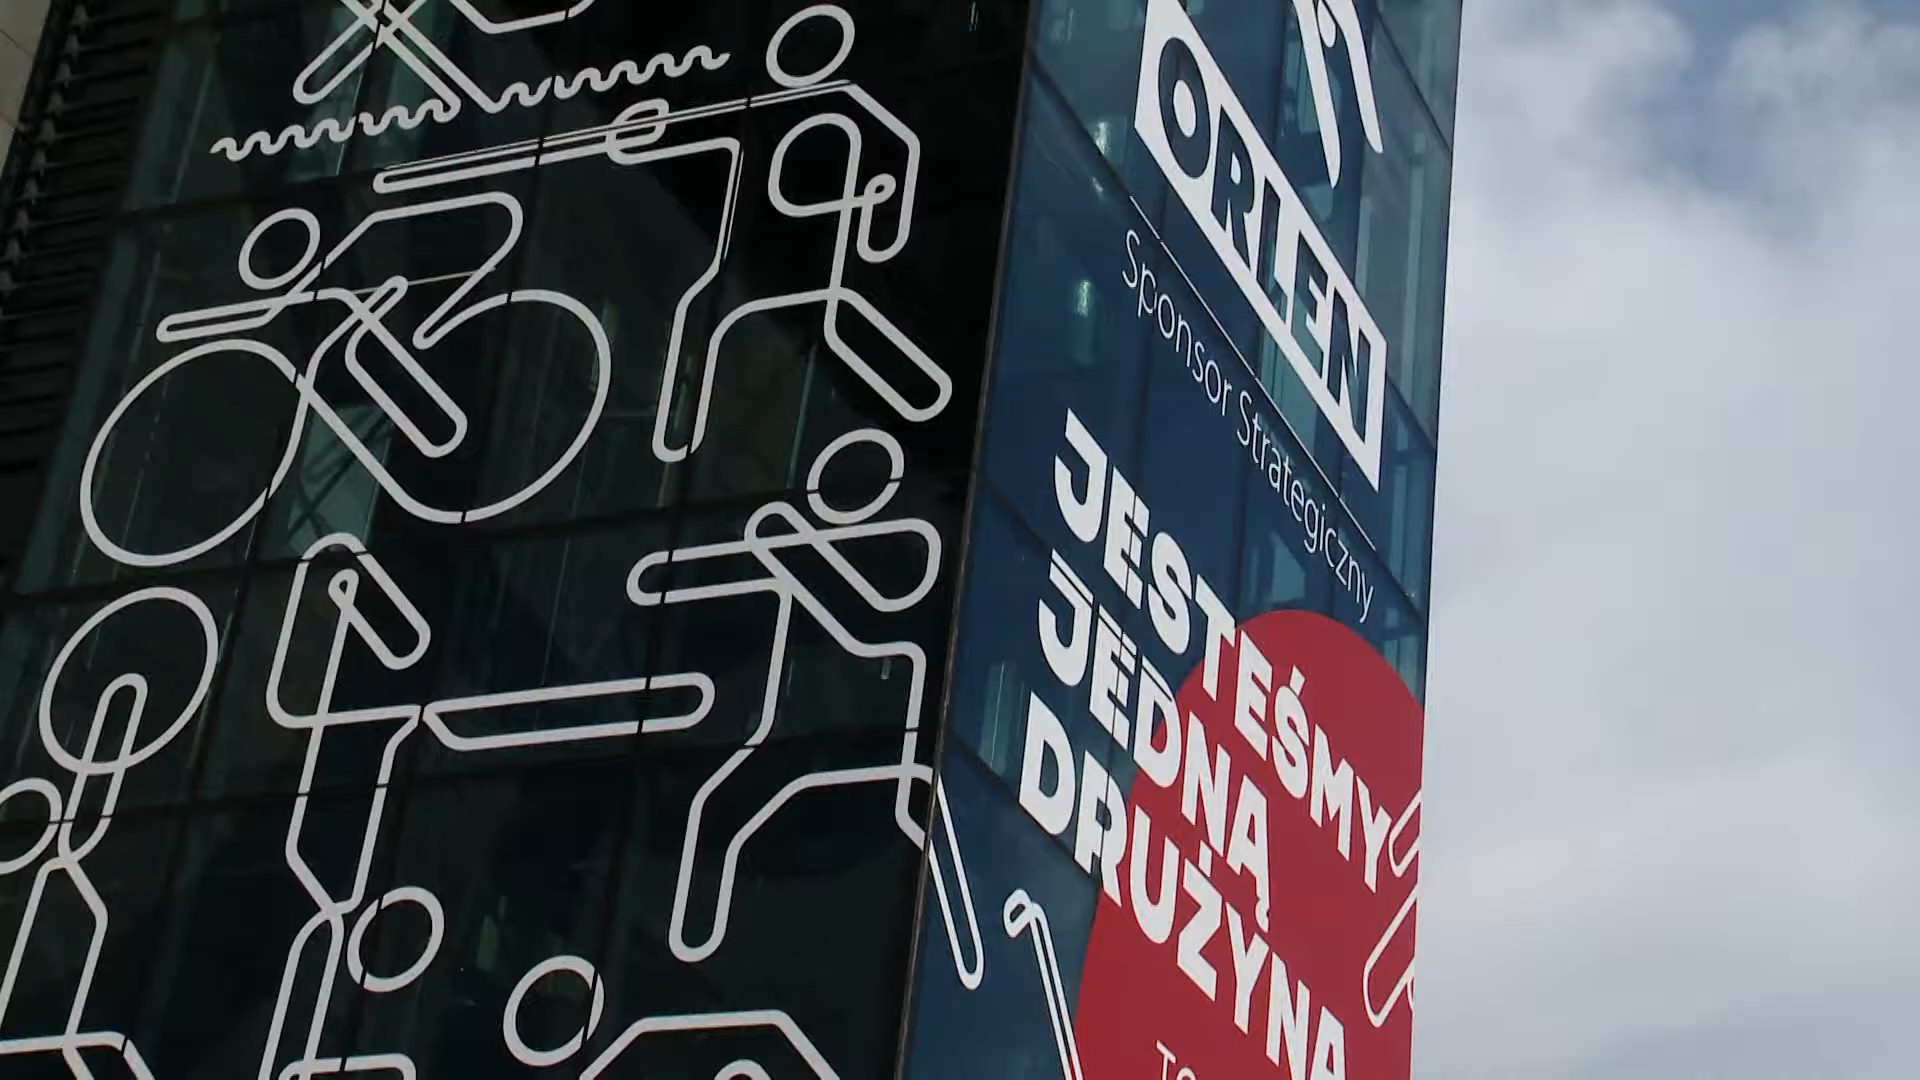 ORLEN
Sponsor Strategiczny
JESTEŚMY
JEDNĄ
DRUŻYNĄ